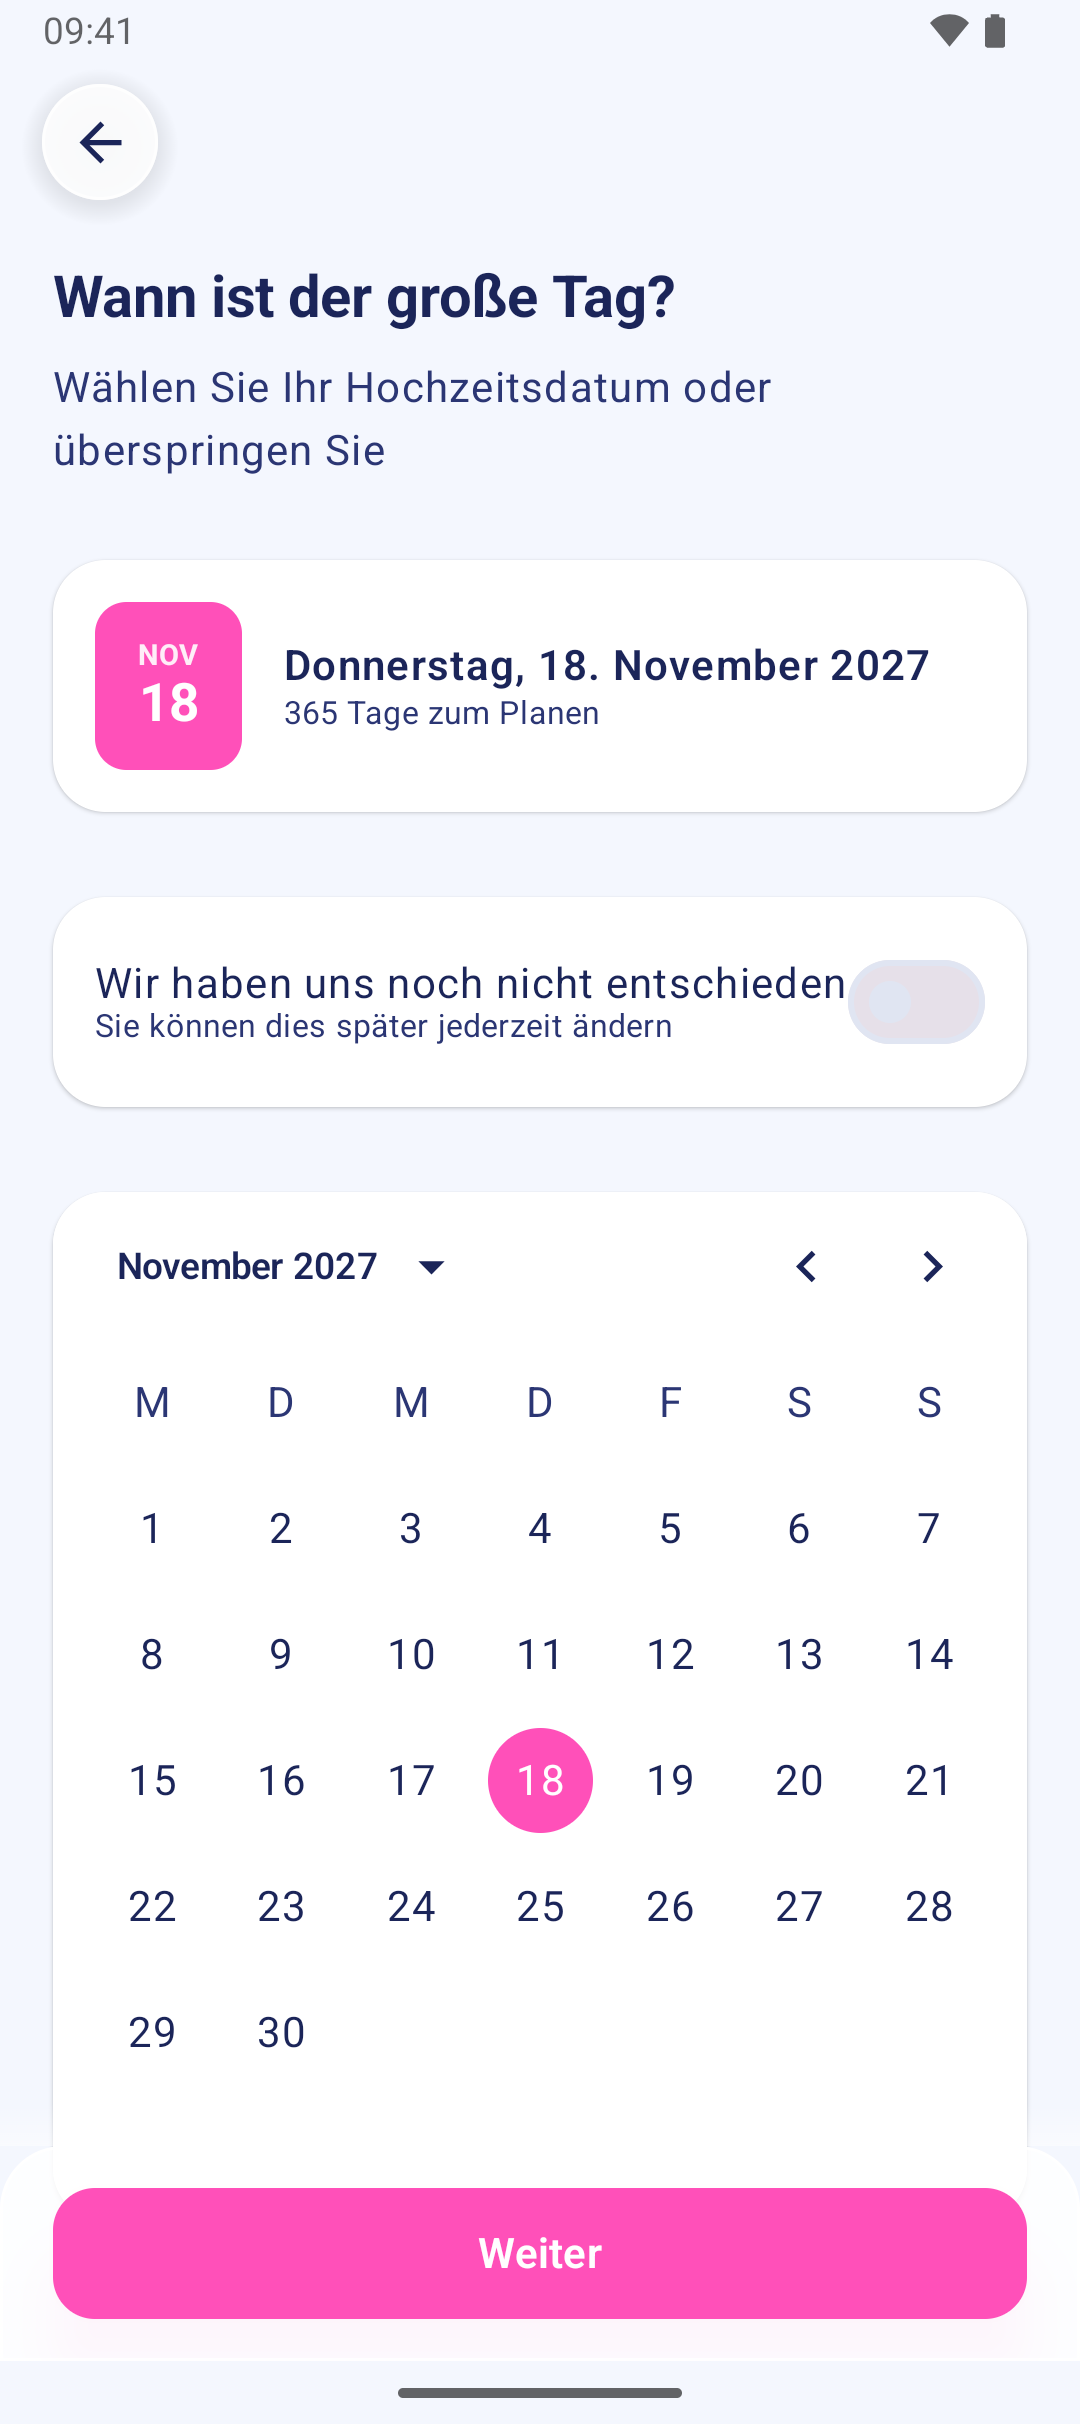 09:41
Wann ist der große Tag?
Wählen Sie Ihr Hochzeitsdatum oder
überspringen Sie
NOV
18
Donnerstag, 18. November 2027
365 Tage zum Planen
Wir haben uns noch nicht entschieden
Sie können dies später jederzeit ändern
November 2027
M D M D F S S
1 2 3 4 5 6 7
8 9 10 11 12 13 14
15 16 17 18 19 20 21
22 23 24 25 26 27 28
29 30
Weiter